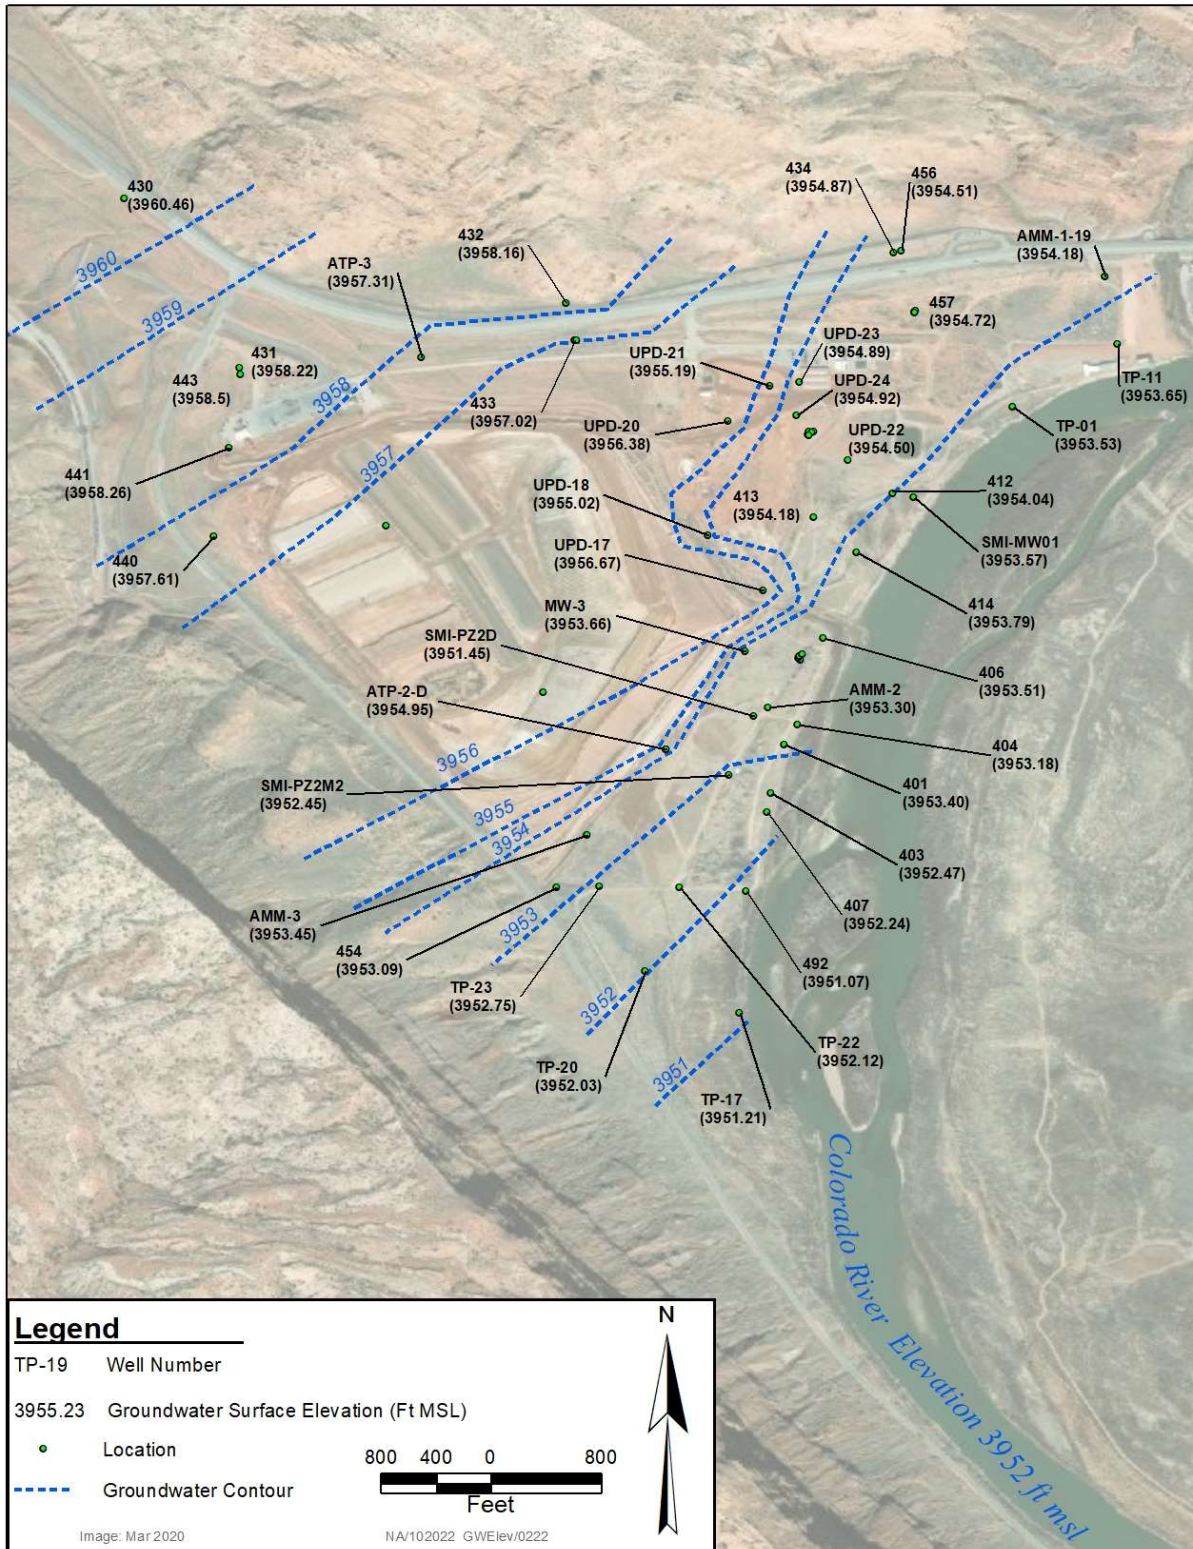 430
(3960.46)
434
(3954.87)
456
(3954.51)
432
(3958.16)
AMM-1-19
(3954.18)
ATP-3
(3957.31)
3960
3959
457
(3954.72)
UPD-23
(3954.89)
UPD-21
(3955.19)
431
(3958.22)
443
(3958.5)
3958
TP-11
(3953.65)
UPD-24
(3954.92)
433
(3957.02)
TP-01
(3953.53)
UPD-20
(3956.38)
UPD-22
(3954.50)
3957
441
(3958.26)
UPD-18
(3955.02)
413
(3954.18)
412
(3954.04)
440
(3957.61)
UPD-17
(3956.67)
SMI-MW01
(3953.57)
MW-3
(3953.66)
414
(3953.79)
SMI-PZ2D
(3951.45)
406
(3953.51)
ATP-2-D
(3954.95)
AMM-2
(3953.30)
3956
404
(3953.18)
SMI-PZ2M2
(3952.45)
401
(3953.40)
3955
3954
403
(3952.47)
AMM-3
(3953.45)
407
(3952.24)
3953
454
(3953.09)
492
(3951.07)
TP-23
(3952.75)
3952
TP-22
(3952.12)
TP-20
(3952.03)
3951
TP-17
(3951.21)
Colorado River Elevation 3952 ft msl
Legend
N
TP-19 Well Number
3955.23 Groundwater Surface Elevation (Ft MSL)
Location
800 400 0 800
Groundwater Contour
Feet
Image: Mar 2020
NA/102022 GWElev/0222